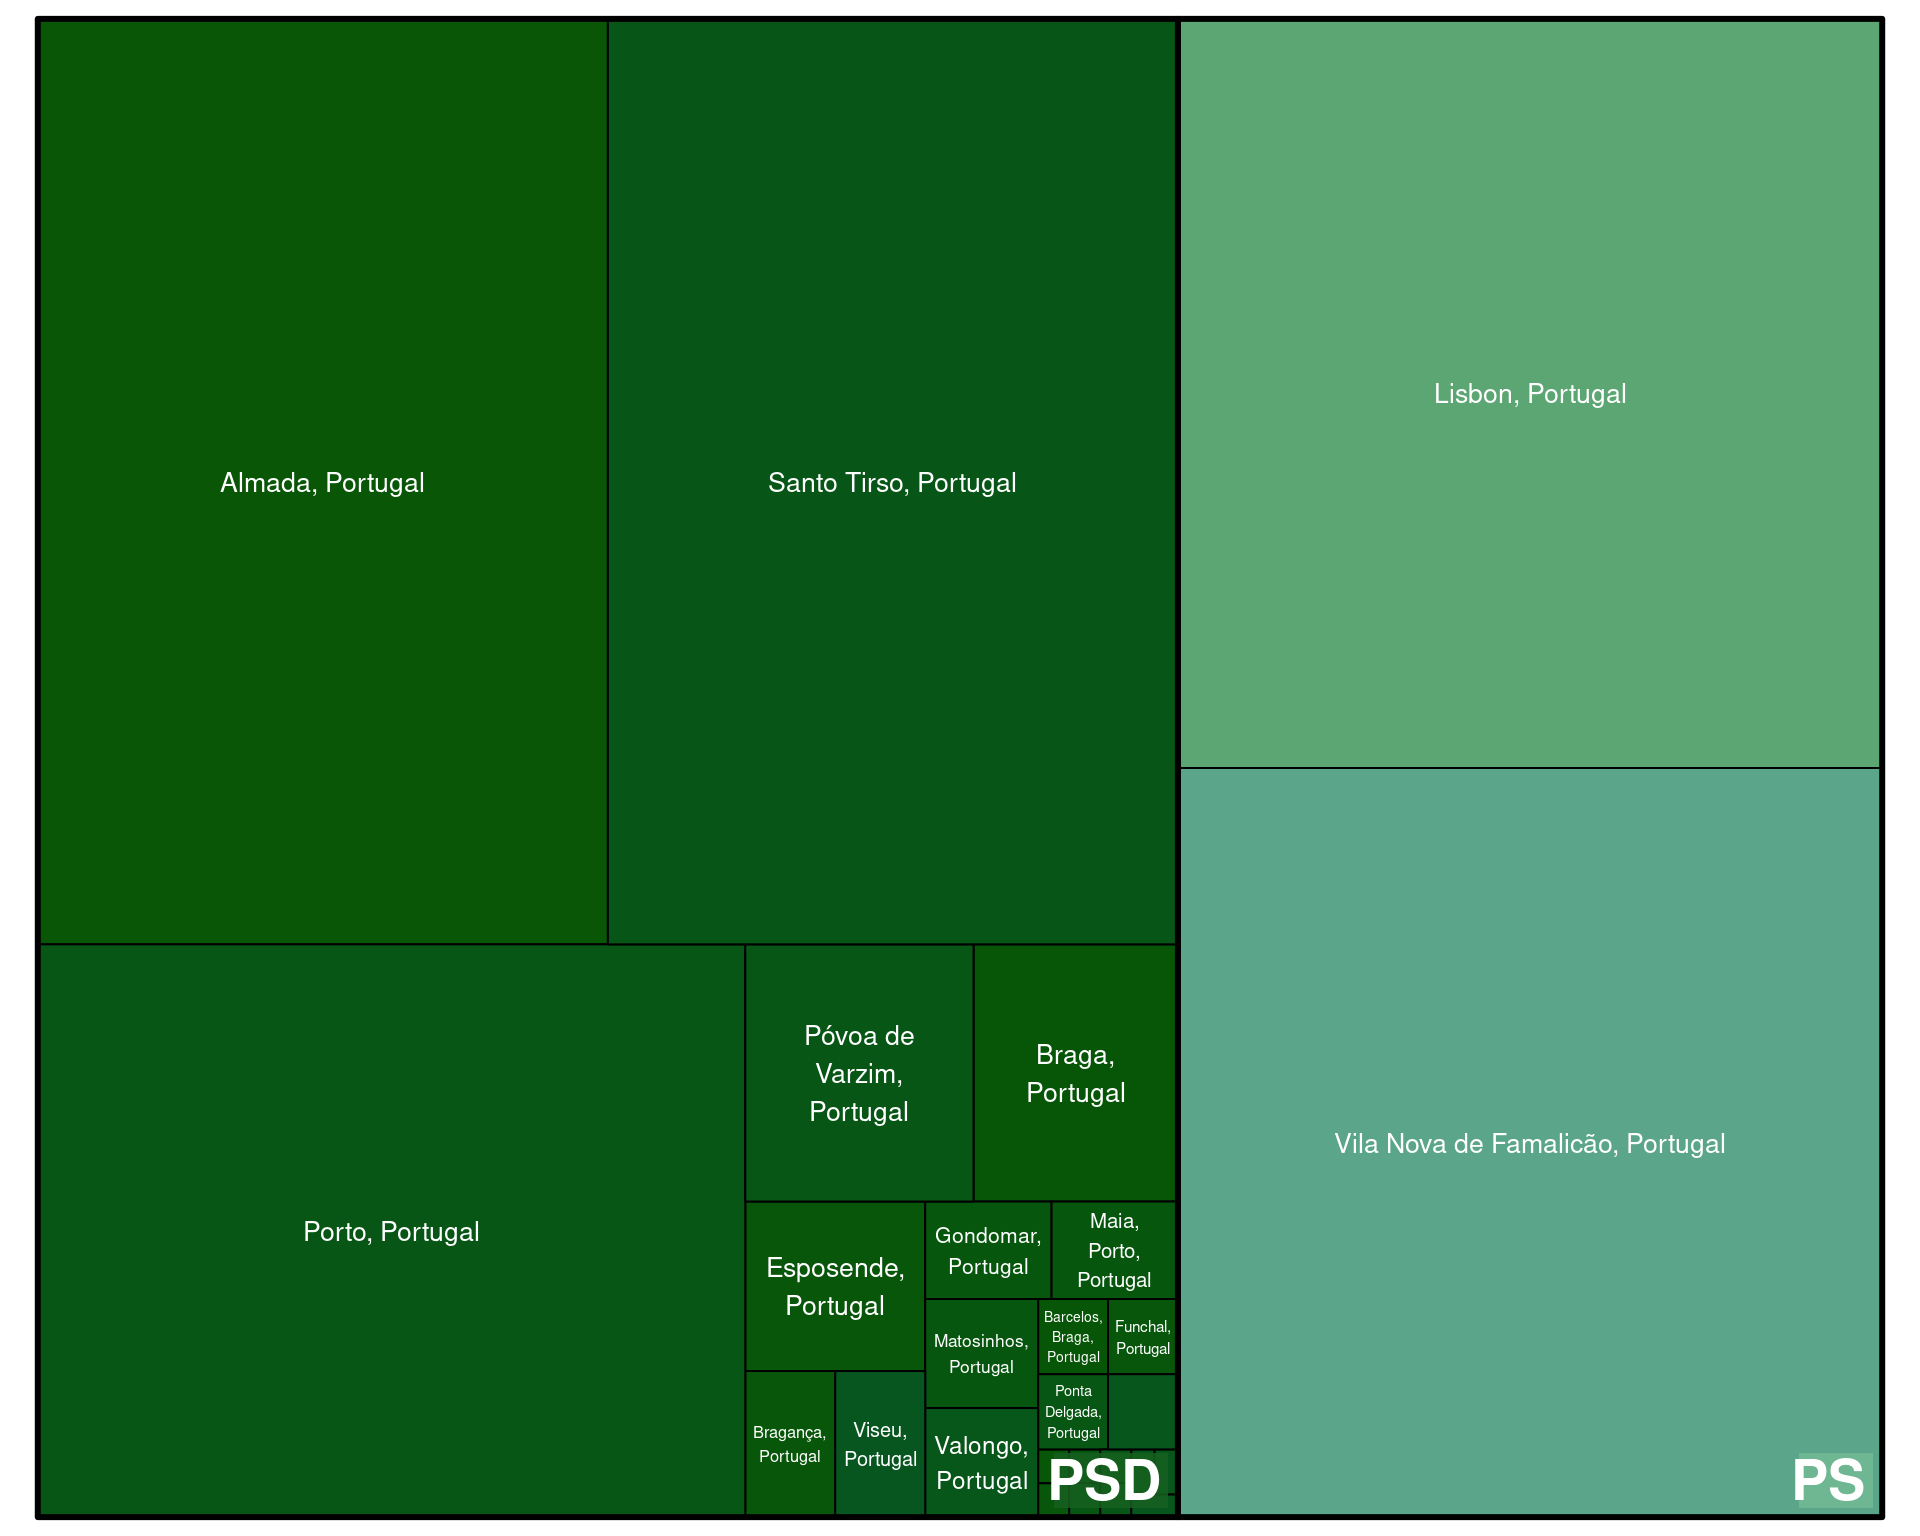 Almada, Portugal
Santo Tirso, Portugal
Lisbon, Portugal
Porto, Portugal
Póvoa de
Varzim,
Portugal
Braga,
Portugal
Esposende,
Portugal
Gondomar,
Portugal
Maia,
Porto,
Portugal
Matosinhos,
Portugal
Barcelos,
Braga,
Portugal
Funchal,
Portugal
Ponta
Delgada,
Portugal
Bragança,
Portugal
Viseu,
Portugal
Valongo,
Portugal
PSD
Vila Nova de Famalicão, Portugal
PS